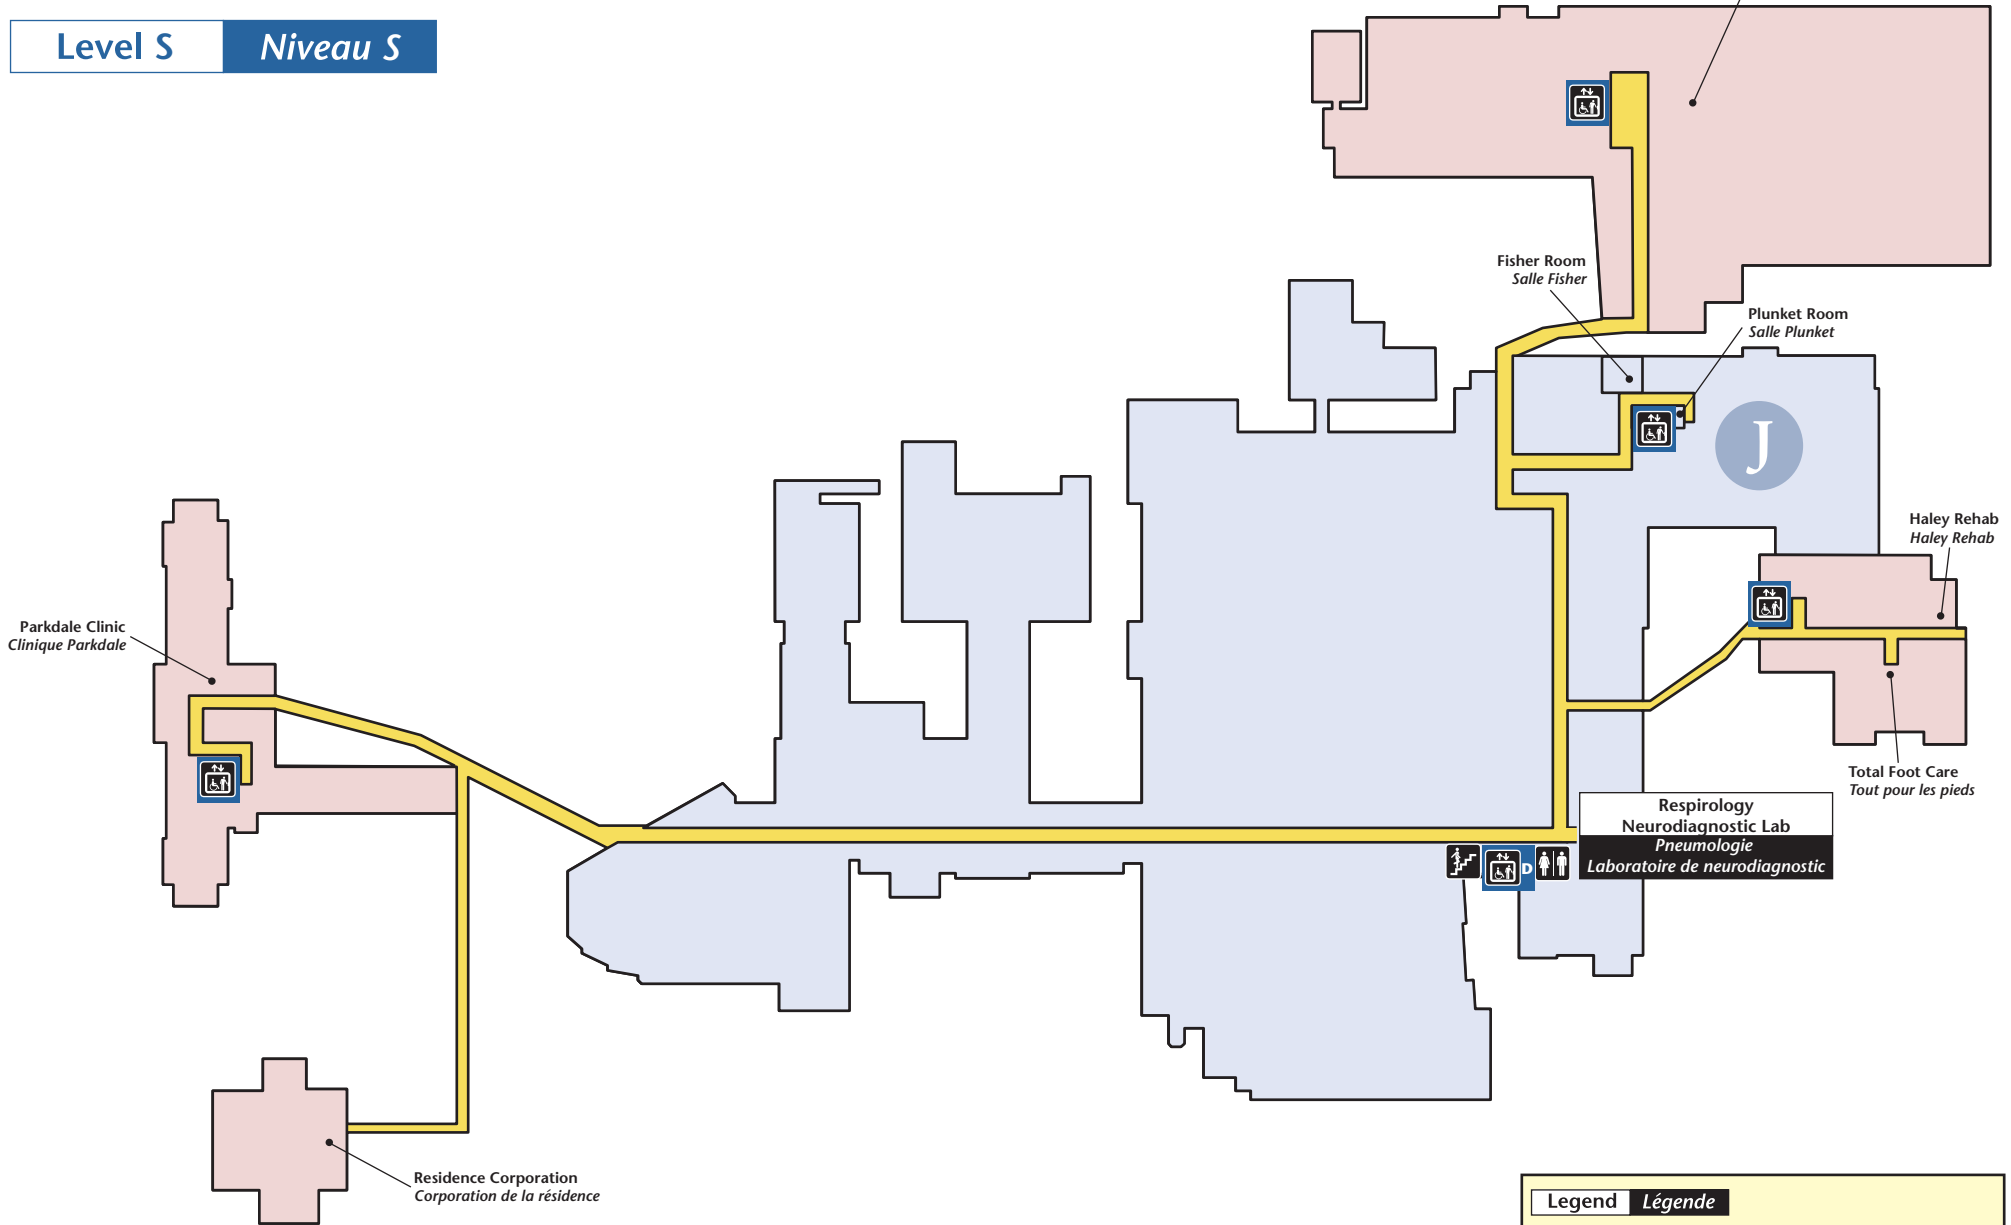 Level S Niveau S
Fisher Room
Salle Fisher
Plunket Room
Salle Plunket
J
Haley Rehab
Haley Rehab
Parkdale Clinic
Clinique Parkdale
Total Foot Care
Tout pour les pieds
Respirology
Neurodiagnostic Lab
Pneumologie
Laboratoire de neurodiagnostic
D
Residence Corporation
Corporation de la résidence
Legend Légende